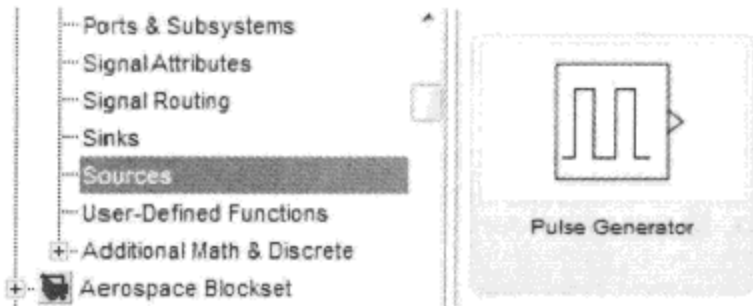 Ports & Subsystems
Signal Attributes
Signal Routing
Sinks
Sources
User-Defined Functions
Additional Math & Discrete
Aerospace Blockset
Pulse Generator